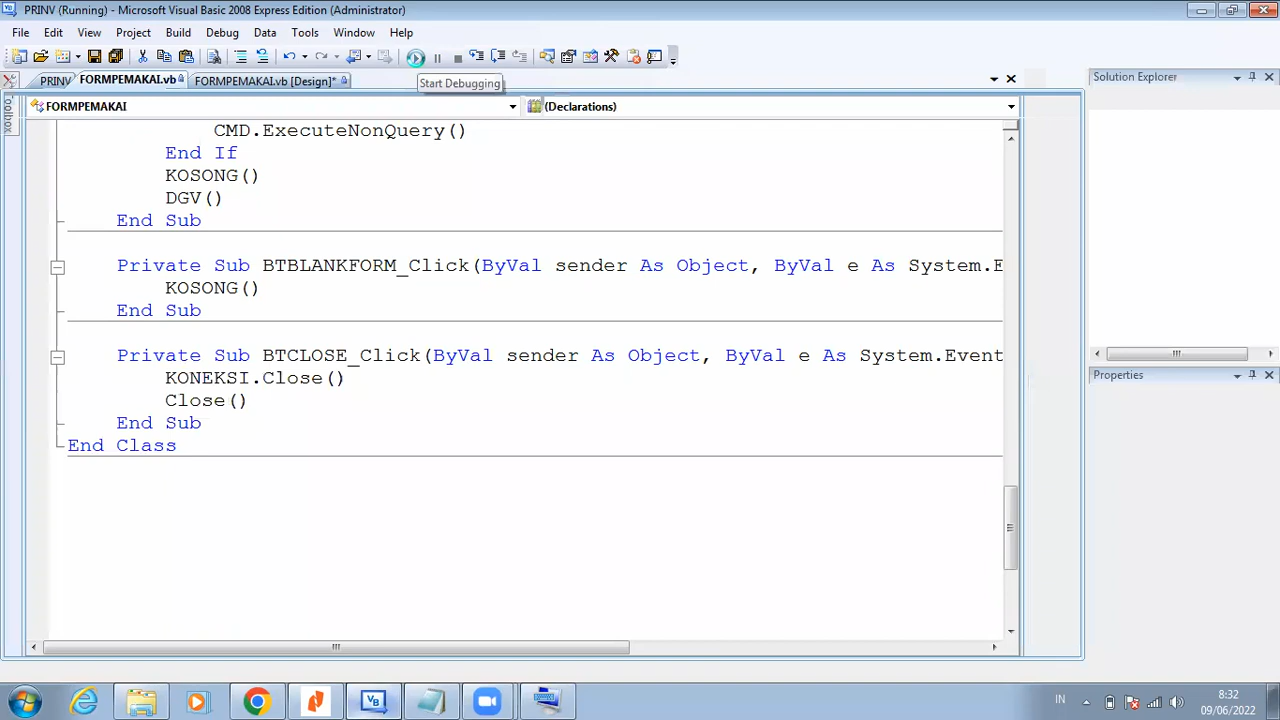 PRINV (Running) - Microsoft Visual Basic 2008 Express Edition (Administrator)
File Edit View Project Build Debug Data Tools Window Help
PRINV FORMPEMAKAI.vb FORMPEMAKAI.vb [Design]*
Start Debugging
Solution Explorer
Toolbox
FORMPEMAKAI (Declarations)
CMD.ExecuteNonQuery()
End If
KOSONG()
DGV()
End Sub
Private Sub BTBLANKFORM_Click(ByVal sender As Object, ByVal e As System.E
KOSONG()
End Sub
Private Sub BTCLOSE_Click(ByVal sender As Object, ByVal e As System.Event
KONEKSI.Close()
Close()
End Sub
End Class
Properties
VB
IN
8:32
09/06/2022